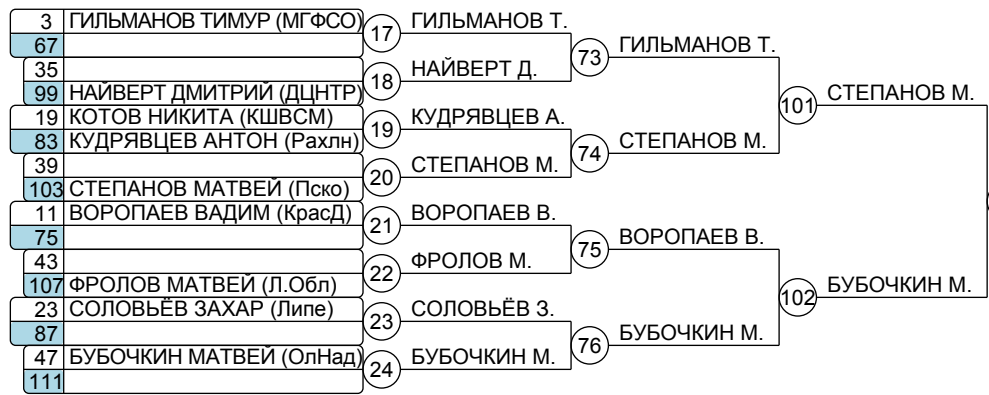 3 ГИЛЬМАНОВ ТИМУР (МГФСО) 17 ГИЛЬМАНОВ Т.
67
73 ГИЛЬМАНОВ Т.
35
18 НАЙВЕРТ Д.
99 НАЙВЕРТ ДМИТРИЙ (ДЦНТР)
101 СТЕПАНОВ М.
19 КОТОВ НИКИТА (КШВСМ) 19 КУДРЯВЦЕВ А.
83 КУДРЯВЦЕВ АНТОН (Рахлн)
74 СТЕПАНОВ М.
39
20 СТЕПАНОВ М.
103 СТЕПАНОВ МАТВЕЙ (Пско)
11 ВОРОПАЕВ ВАДИМ (КрасД) 21 ВОРОПАЕВ В.
75
75 ВОРОПАЕВ В.
43
22 ФРОЛОВ М.
107 ФРОЛОВ МАТВЕЙ (Л.Обл)
102 БУБОЧКИН М.
23 СОЛОВЬЁВ ЗАХАР (Липе) 23 СОЛОВЬЁВ З.
87
76 БУБОЧКИН М.
47 БУБОЧКИН МАТВЕЙ (ОлНад) 24 БУБОЧКИН М.
111